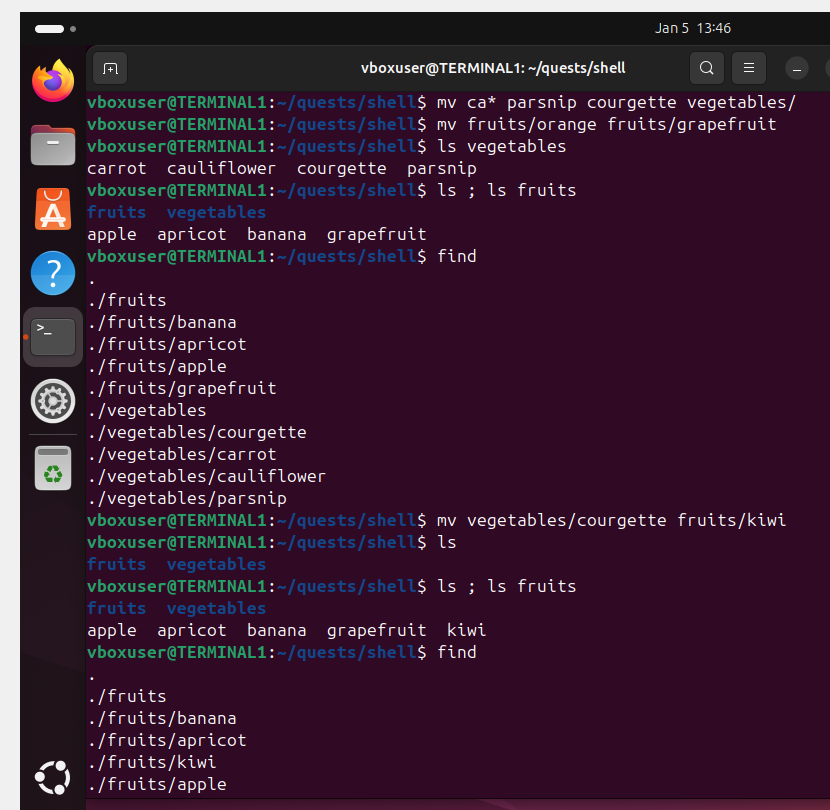 Jan 5 13:46
vboxuser@TERMINAL1: ~/quests/shell
vboxuser@TERMINAL1:~/quests/shell$ mv ca* parsnip courgette vegetables/
vboxuser@TERMINAL1:~/quests/shell$ mv fruits/orange fruits/grapefruit
vboxuser@TERMINAL1:~/quests/shell$ ls vegetables
carrot  cauliflower  courgette  parsnip
vboxuser@TERMINAL1:~/quests/shell$ ls ; ls fruits
fruits  vegetables
apple  apricot  banana  grapefruit
vboxuser@TERMINAL1:~/quests/shell$ find
.
./fruits
./fruits/banana
./fruits/apricot
./fruits/apple
./fruits/grapefruit
./vegetables
./vegetables/courgette
./vegetables/carrot
./vegetables/cauliflower
./vegetables/parsnip
vboxuser@TERMINAL1:~/quests/shell$ mv vegetables/courgette fruits/kiwi
vboxuser@TERMINAL1:~/quests/shell$ ls
fruits  vegetables
vboxuser@TERMINAL1:~/quests/shell$ ls ; ls fruits
fruits  vegetables
apple  apricot  banana  grapefruit  kiwi
vboxuser@TERMINAL1:~/quests/shell$ find
.
./fruits
./fruits/banana
./fruits/apricot
./fruits/kiwi
./fruits/apple